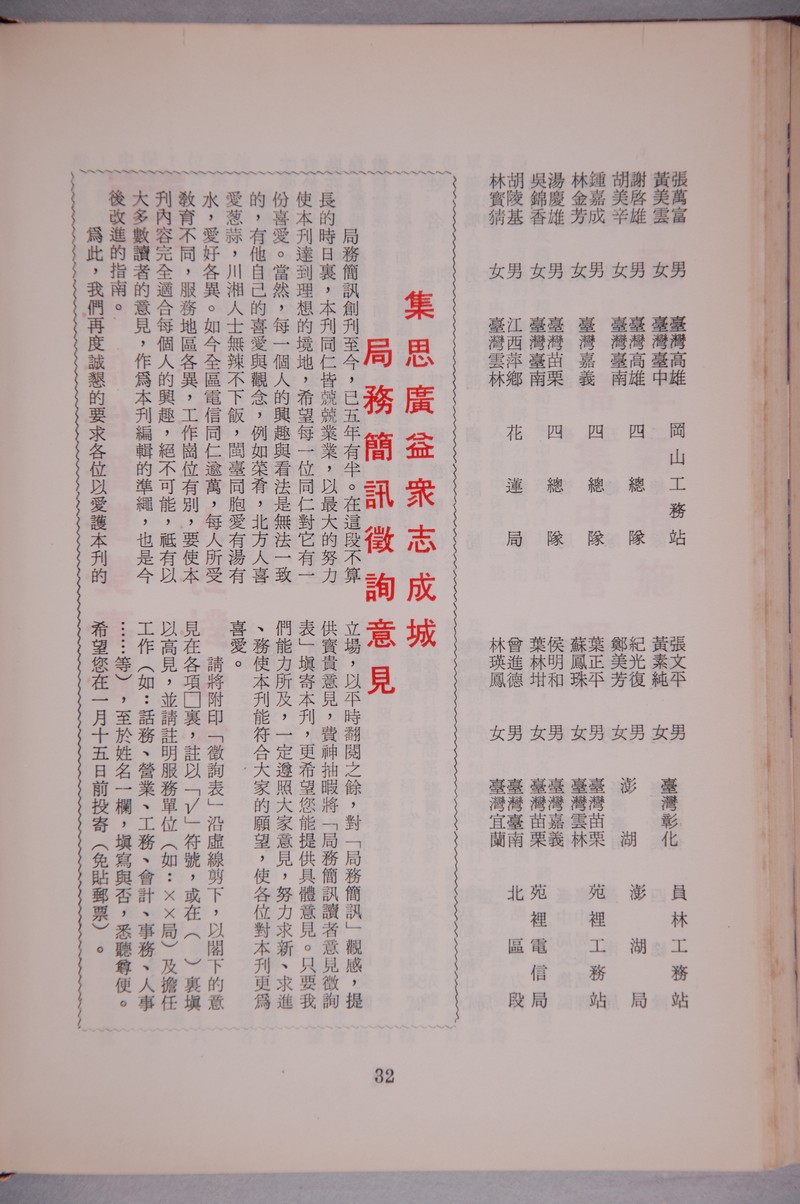 張萬富 男 臺灣高雄
黃美雲 女 臺灣臺中
岡山工務站
謝啓雄 男 臺灣高雄
胡美辛 女 臺灣臺南
四總隊
鍾嘉成 男
林金芳 女
臺灣嘉義
四總隊
湯慶雄 男 臺灣苗栗
吳錦香 女 臺灣臺南
四總隊
胡陵基 男 江西萍鄉
林寶猜 女 臺灣雲林
花蓮局
張文平 男
黃素純 女
臺灣彰化
員林工務站
紀光復 男
鄭美芳 女
澎湖
澎湖局
葉正平 男 臺灣苗栗
蘇鳳珠 女 臺灣雲林
苑裡工務站
侯明和 男 臺灣嘉義
葉林坩 女 臺灣苗栗
苑裡電信局
曾進德 男 臺灣臺南
林瑛鳳 女 臺灣宜蘭
北區段
集思廣益衆志成城
局務簡訊徵詢意見
局務簡訊創刊至今，已五年有半。在這段不算
長的時日裏，本刊同仁皆兢兢業業，以最大的努力
使本刊達到理想的境地，希望每一位同仁對它有一
份喜愛。當然，每一個人的興趣與看法是無法一致
的，有他自己的喜愛與觀念，例如菜肴，北方人喜
愛葱蒜，川湘人士無辣不下飯，閩臺同胞愛有湯有
水，愛好各異。如今全區電信同仁逾萬，每人所受
敎育不同，服務地區各異，工作崗位有別，要使本
刊內容完全適合每個人的興趣，絕不可能，祗有以
大多數讀者的意見，作爲本刊編輯的準繩，也是今
後改進的指南。
爲此，我們再度誠懇的要求各位以愛護本刊的
立場，以平時翻閱之餘，對「局務簡訊」觀感，提
供寶貴意見，費神抽暇將「局務簡訊讀者意見徵詢
表」塡寄本刊，更希望您能提供具體意見。只要我
們能力所及，一定遵照大家意見，努力求新、求進
、務使本刊能符合大家的願望，使各位對本刊更爲
喜愛。
請將附印「徵詢表」沿虛線剪下，以閣下的意
見在各項□裏，註以「√」符號，或在（　）裏塡
以高見，並請註明服務單位（如：××局）及擔任
工作（如：話務、營業、工務、會計、事務、人事
……等），至於姓名一欄，塡寫與否，悉聽尊便。
希望您在一月十五日前投寄（免貼郵票）。
32